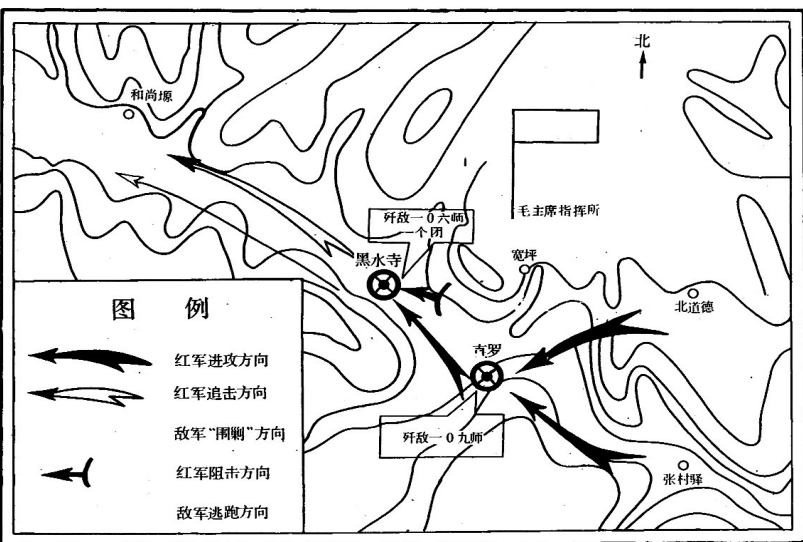 北
和尚塬
毛主席指挥所
歼敌一0六师
一个团
黑水寺
宽坪
北道德
直罗
歼敌一0九师
张村驿
图 例
红军进攻方向
红军追击方向
敌军“围剿”方向
红军阻击方向
敌军逃跑方向